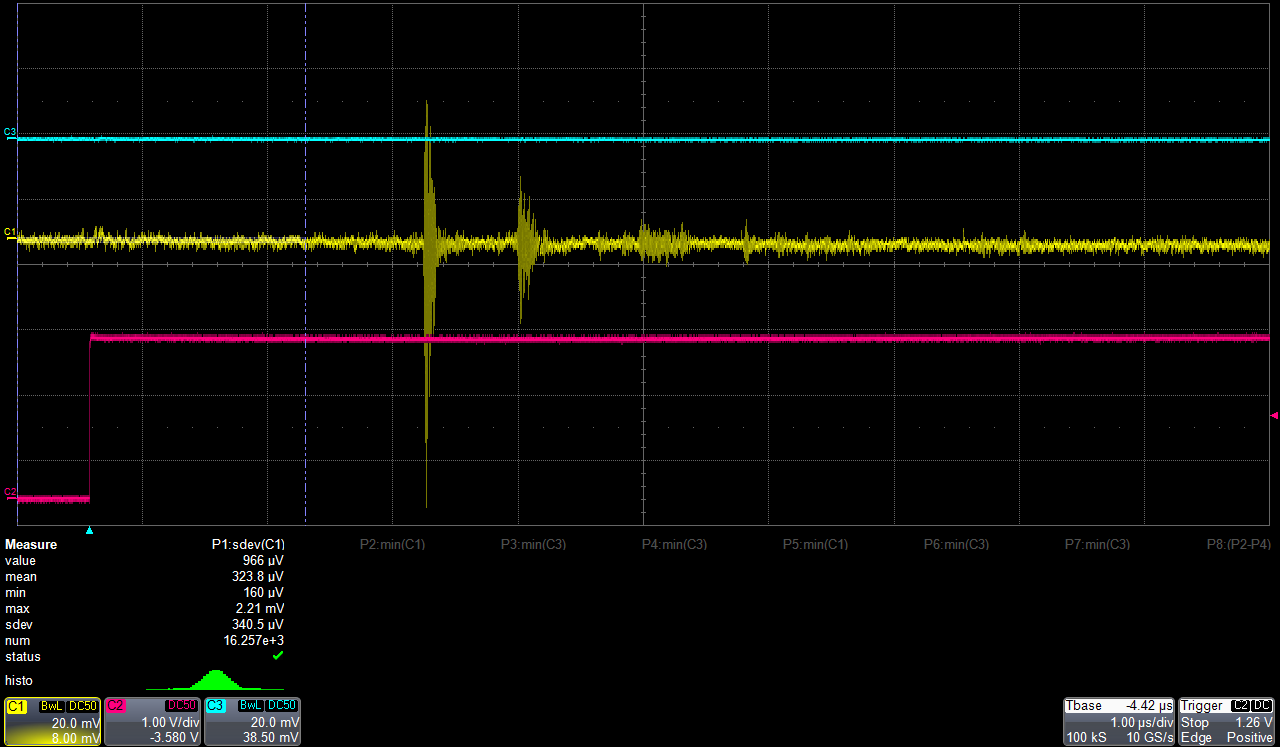 C3
C1
C2
Measure P1:sdev(C1) P2:min(C1) P3:min(C3) P4:min(C3) P5:min(C1) P6:min(C3) P7:min(C3) P8:(P2-P4)
value 966 µV
mean 323.8 µV
min 160 µV
max 2.21 mV
sdev 340.5 µV
num 16.257e+3
status
histo
C1 BwL DC50 C2 DC50 C3 BwL DC50 Tbase -4.42 µs Trigger C2 DC
20.0 mV 1.00 V/div 20.0 mV 1.00 µs/div Stop 1.26 V
8.00 mV -3.580 V 38.50 mV 100 kS 10 GS/s Edge Positive